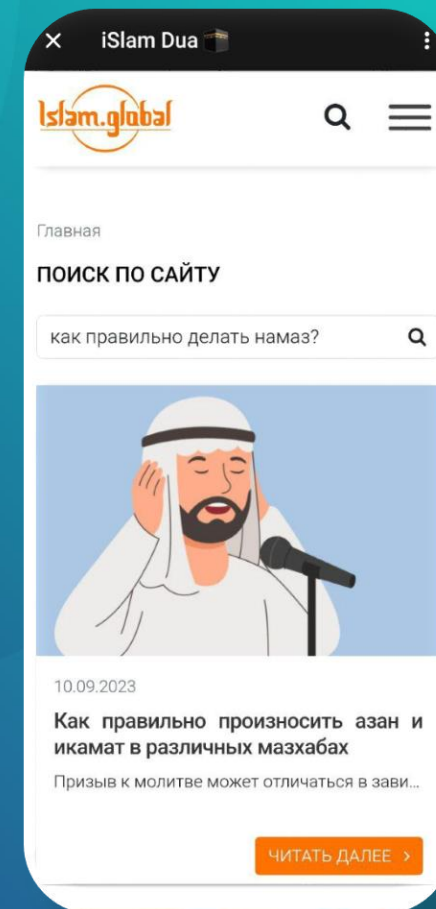 iSlam Dua 🕋
Islam.global
Главная
ПОИСК ПО САЙТУ
как правильно делать намаз?
10.09.2023
Как правильно произносить азан и
икамат в различных мазхабах
Призыв к молитве может отличаться в зави...
ЧИТАТЬ ДАЛЕЕ >